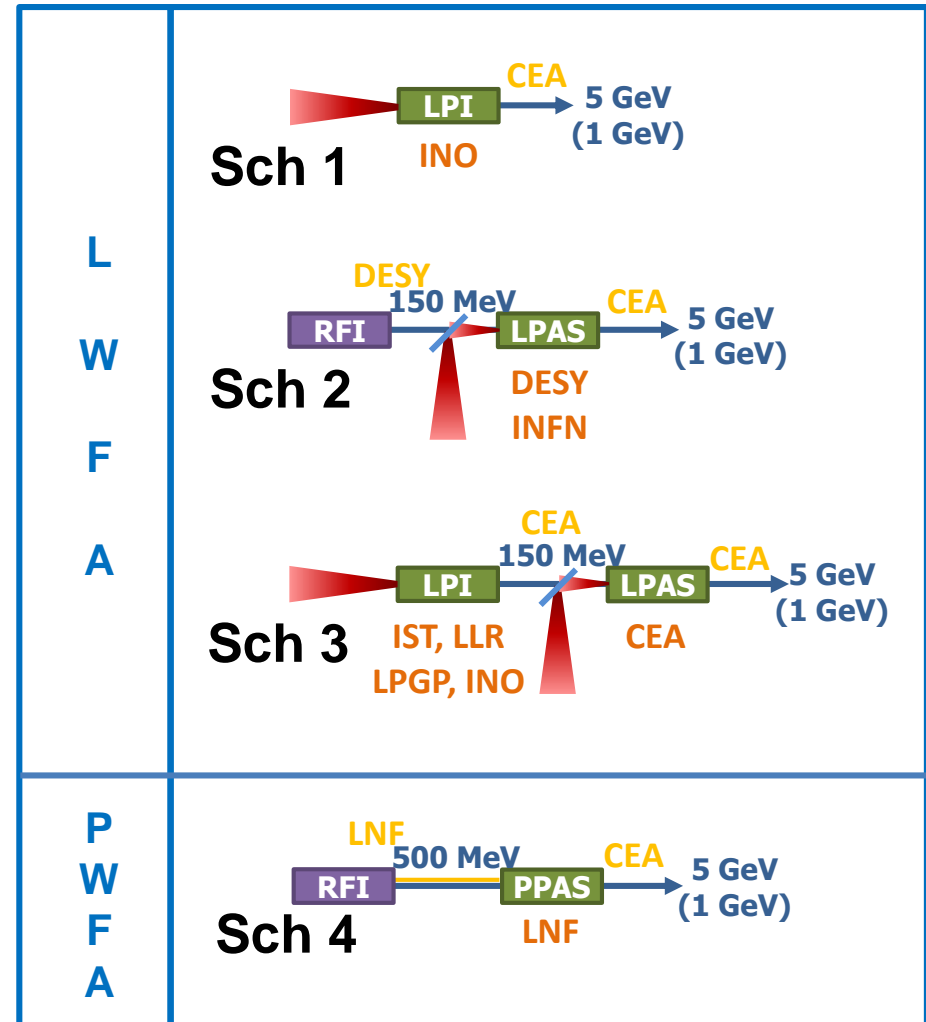 L
W
F
A
CEA
LPI
5 GeV
(1 GeV)
INO
Sch 1
DESY
150 MeV
CEA
RFI
LPAS
5 GeV
(1 GeV)
DESY
INFN
Sch 2
CEA
150 MeV
CEA
LPI
LPAS
5 GeV
(1 GeV)
IST, LLR
LPGP, INO
CEA
Sch 3
P
W
F
A
LNF
500 MeV
CEA
RFI
PPAS
5 GeV
(1 GeV)
LNF
Sch 4